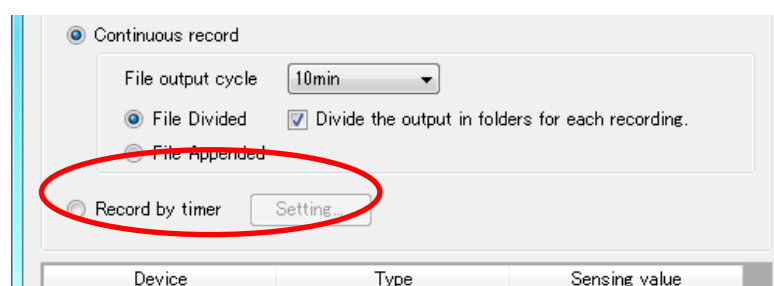 Continuous record
File output cycle 10min
File Divided Divide the output in folders for each recording.
File Appended
Record by timer Setting...
Device Type Sensing value